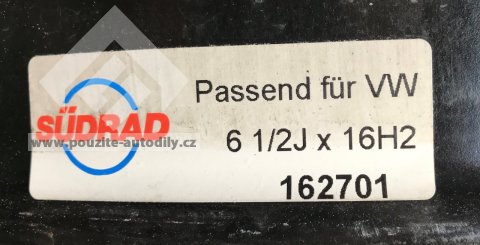 SÜDRAD
Passend für VW
6 1/2J x 16H2
162701
www.pouzite-autodily.cz